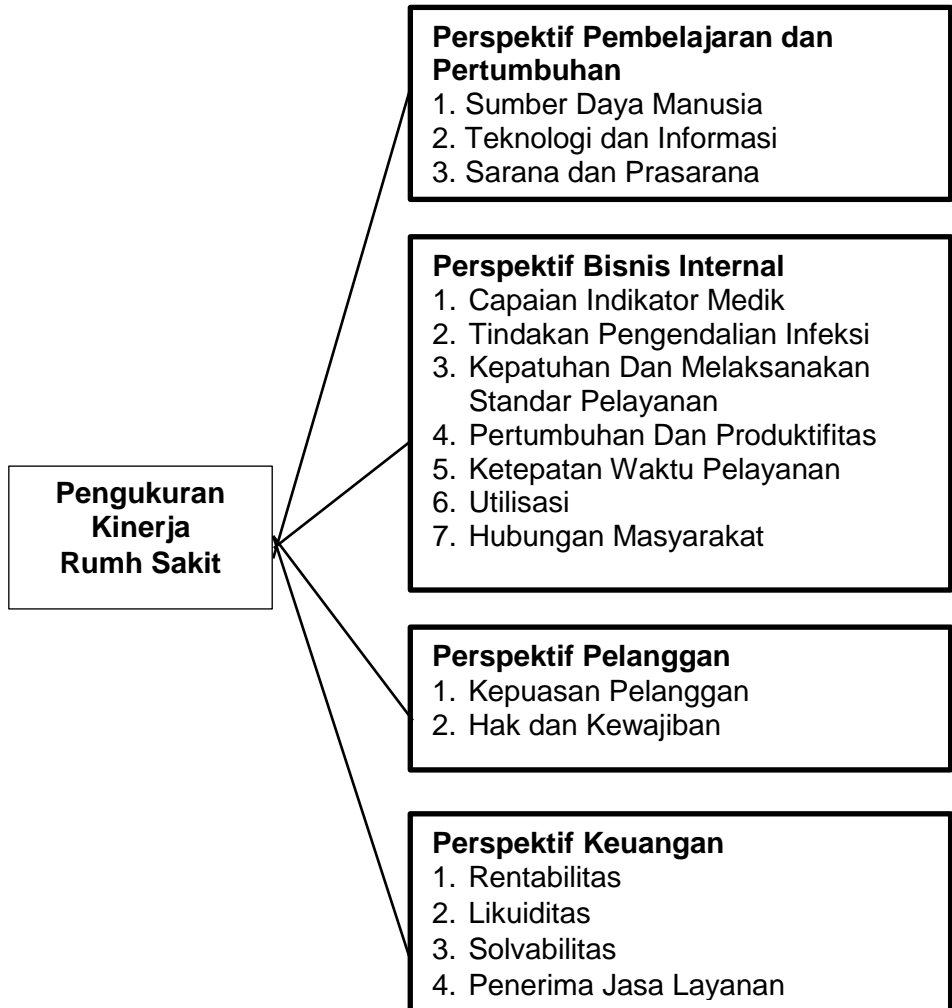 Perspektif Pembelajaran dan
Pertumbuhan
1. Sumber Daya Manusia
2. Teknologi dan Informasi
3. Sarana dan Prasarana
Perspektif Bisnis Internal
1. Capaian Indikator Medik
2. Tindakan Pengendalian Infeksi
3. Kepatuhan Dan Melaksanakan
Standar Pelayanan
4. Pertumbuhan Dan Produktifitas
5. Ketepatan Waktu Pelayanan
6. Utilisasi
7. Hubungan Masyarakat
Pengukuran
Kinerja
Rumh Sakit
Perspektif Pelanggan
1. Kepuasan Pelanggan
2. Hak dan Kewajiban
Perspektif Keuangan
1. Rentabilitas
2. Likuiditas
3. Solvabilitas
4. Penerima Jasa Layanan